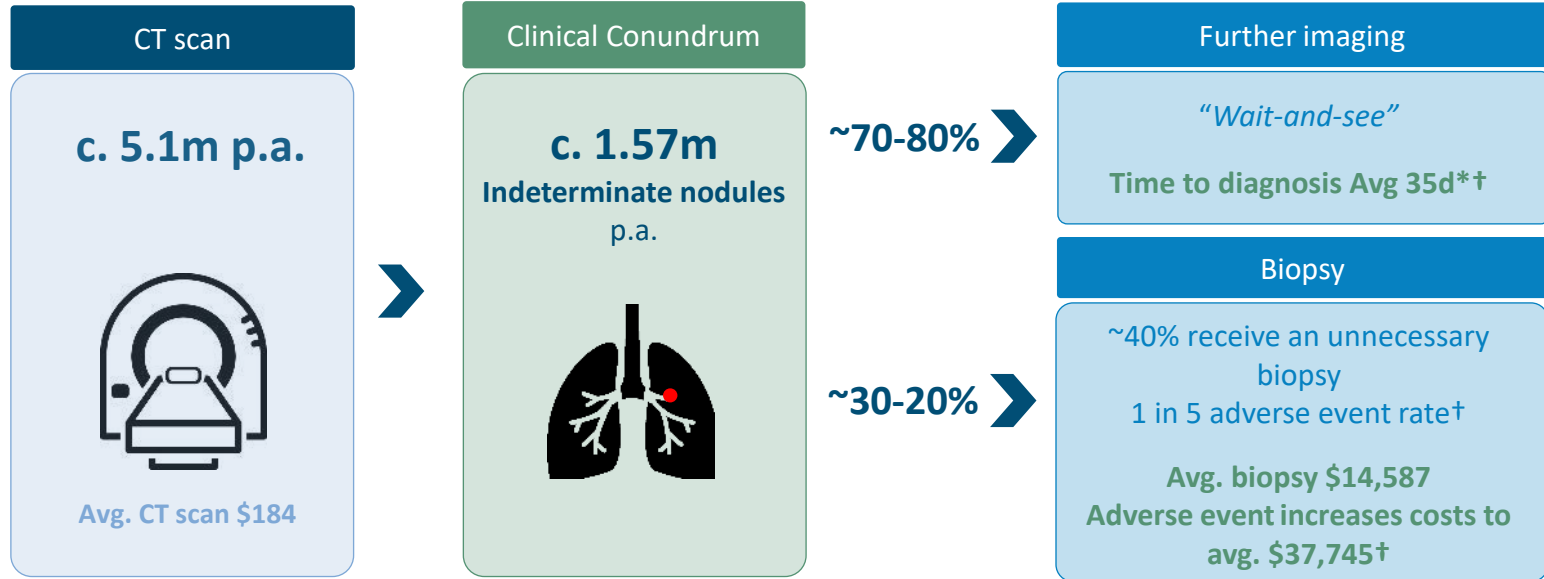 CT scan
c. 5.1m p.a.
Avg. CT scan $184
Clinical Conundrum
c. 1.57m
Indeterminate nodules
p.a.
~70-80%
~30-20%
Further imaging
“Wait-and-see”
Time to diagnosis Avg 35d*†
Biopsy
~40% receive an unnecessary
biopsy
1 in 5 adverse event rate†
Avg. biopsy $14,587
Adverse event increases costs to
avg. $37,745†